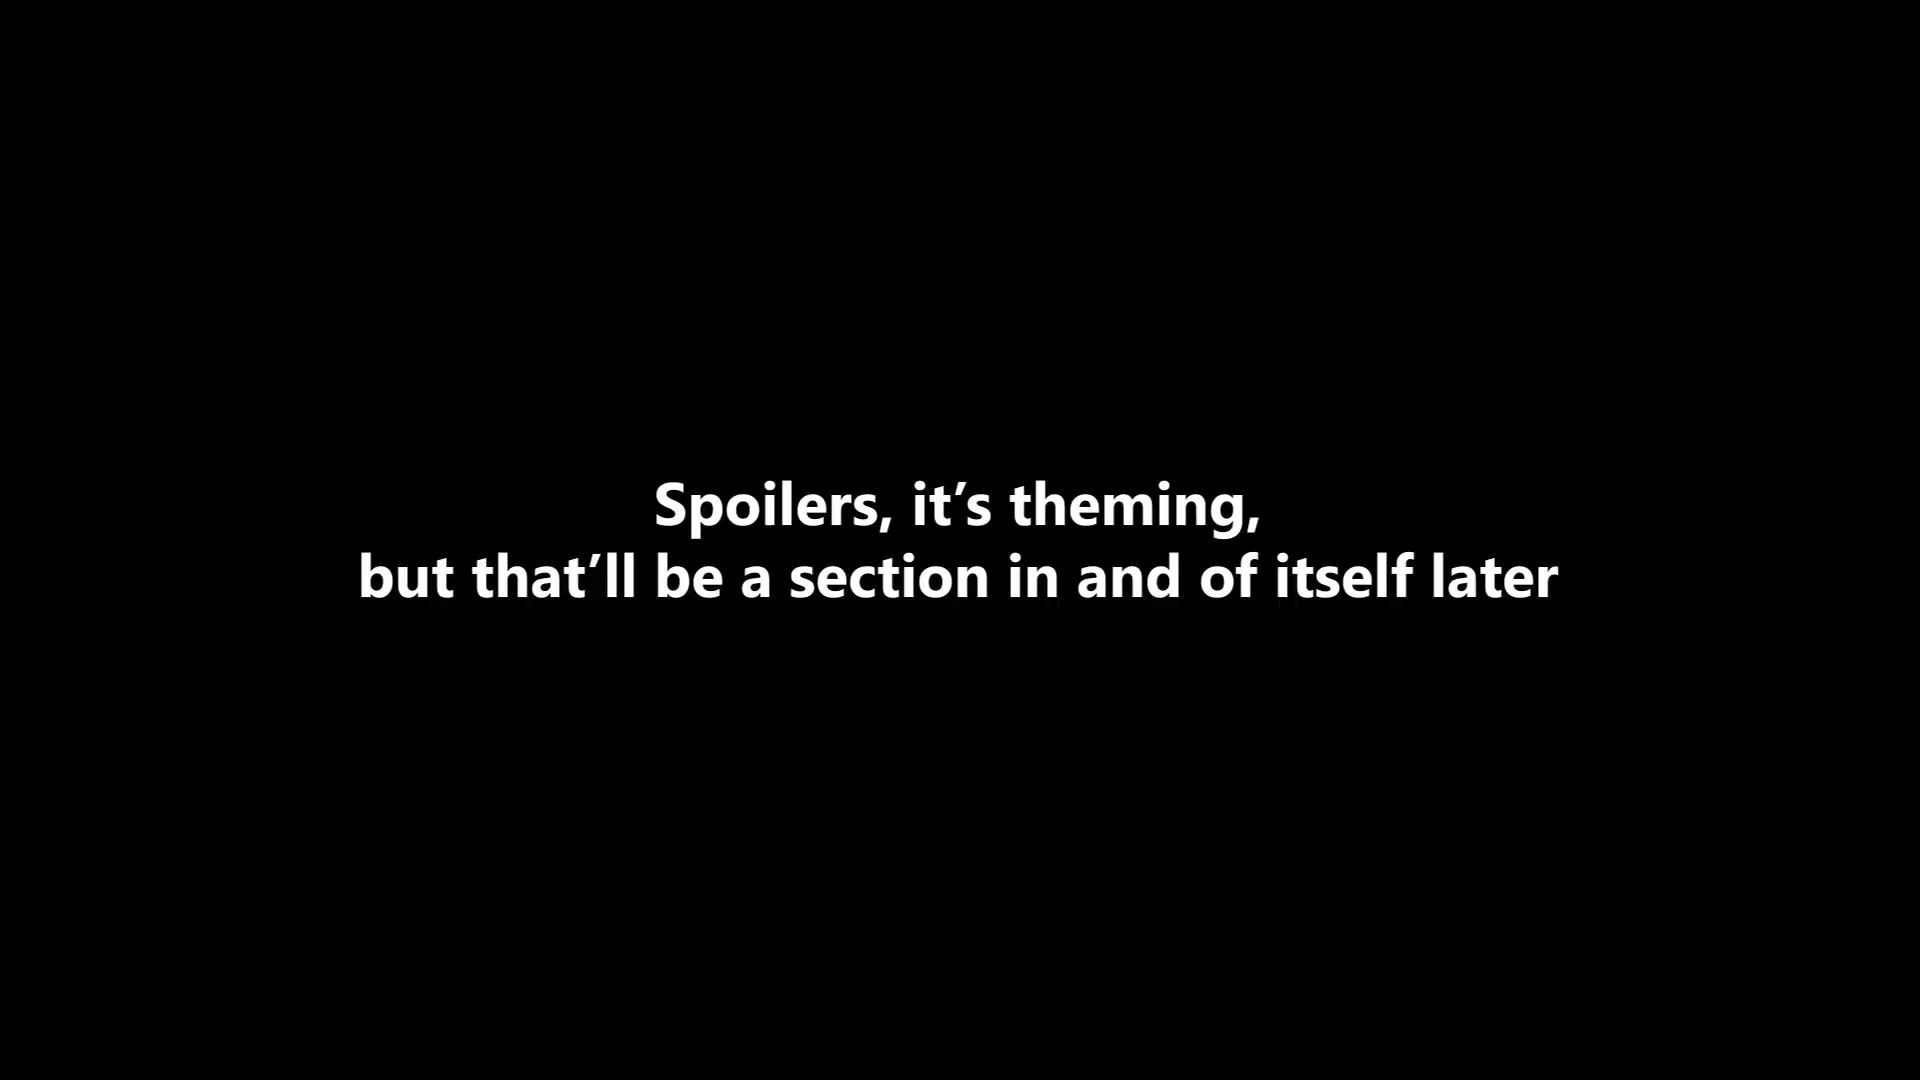 Spoilers, it’s theming,
but that’ll be a section in and of itself later